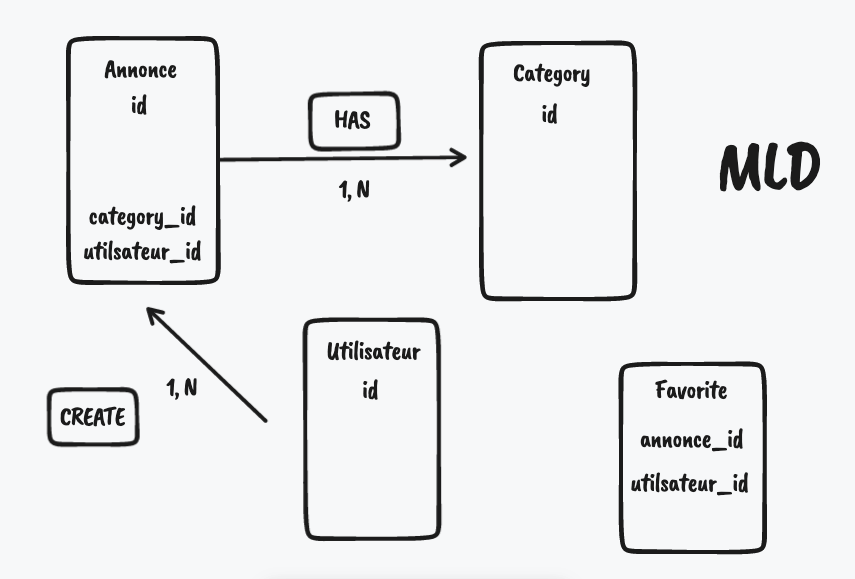 Annonce
id
category_id
utilsateur_id
HAS
1, N
Category
id
MLD
CREATE
1, N
Utilisateur
id
Favorite
annonce_id
utilsateur_id